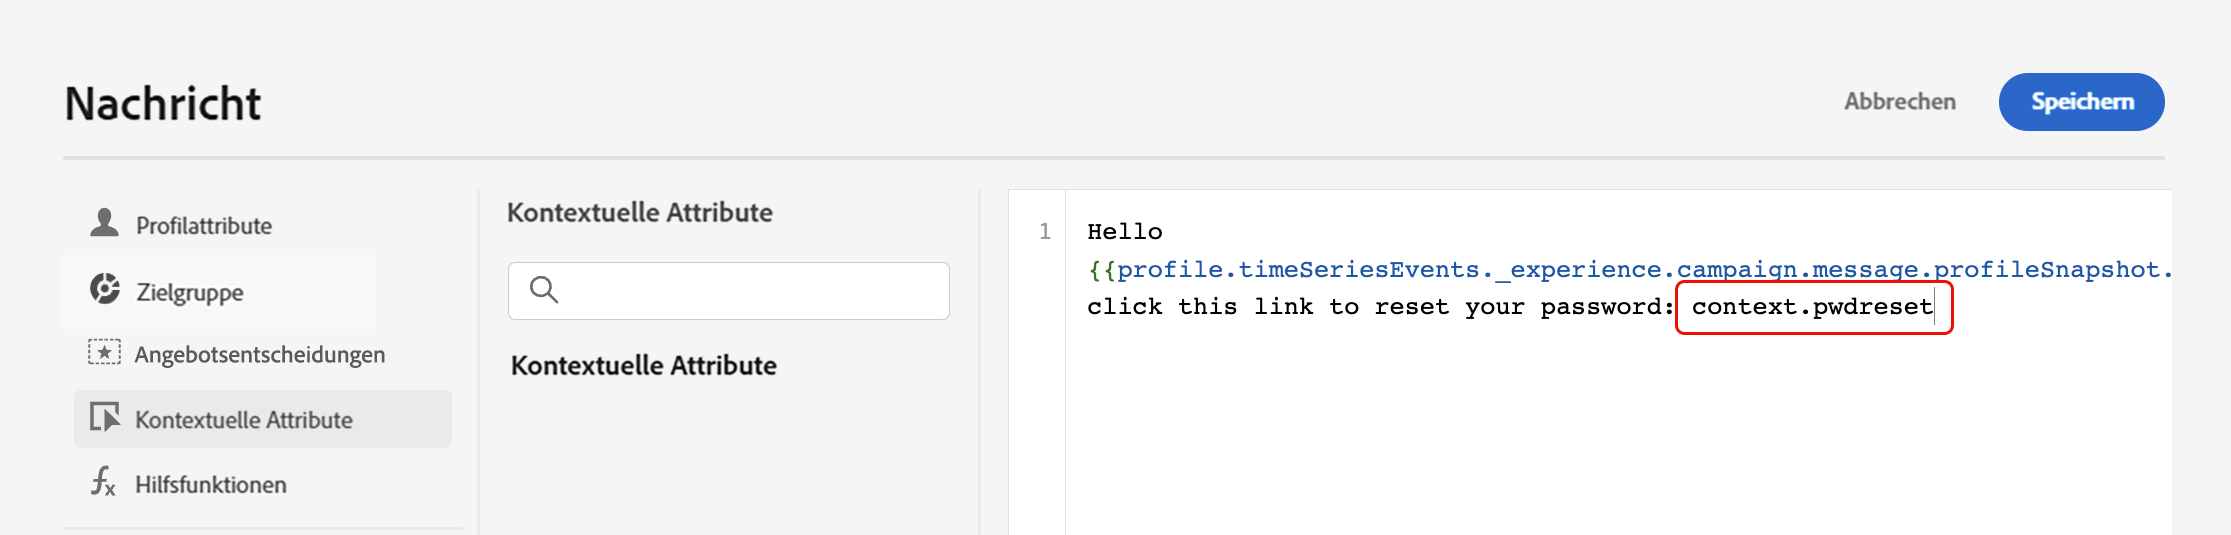 Nachricht
Abbrechen
Speichern
Profilattribute
Zielgruppe
Angebotsentscheidungen
Kontextuelle Attribute
Hilfsfunktionen
Kontextuelle Attribute
Kontextuelle Attribute
1 Hello
{{profile.timeSeriesEvents._experience.campaign.message.profileSnapshot.
click this link to reset your password: context.pwdreset